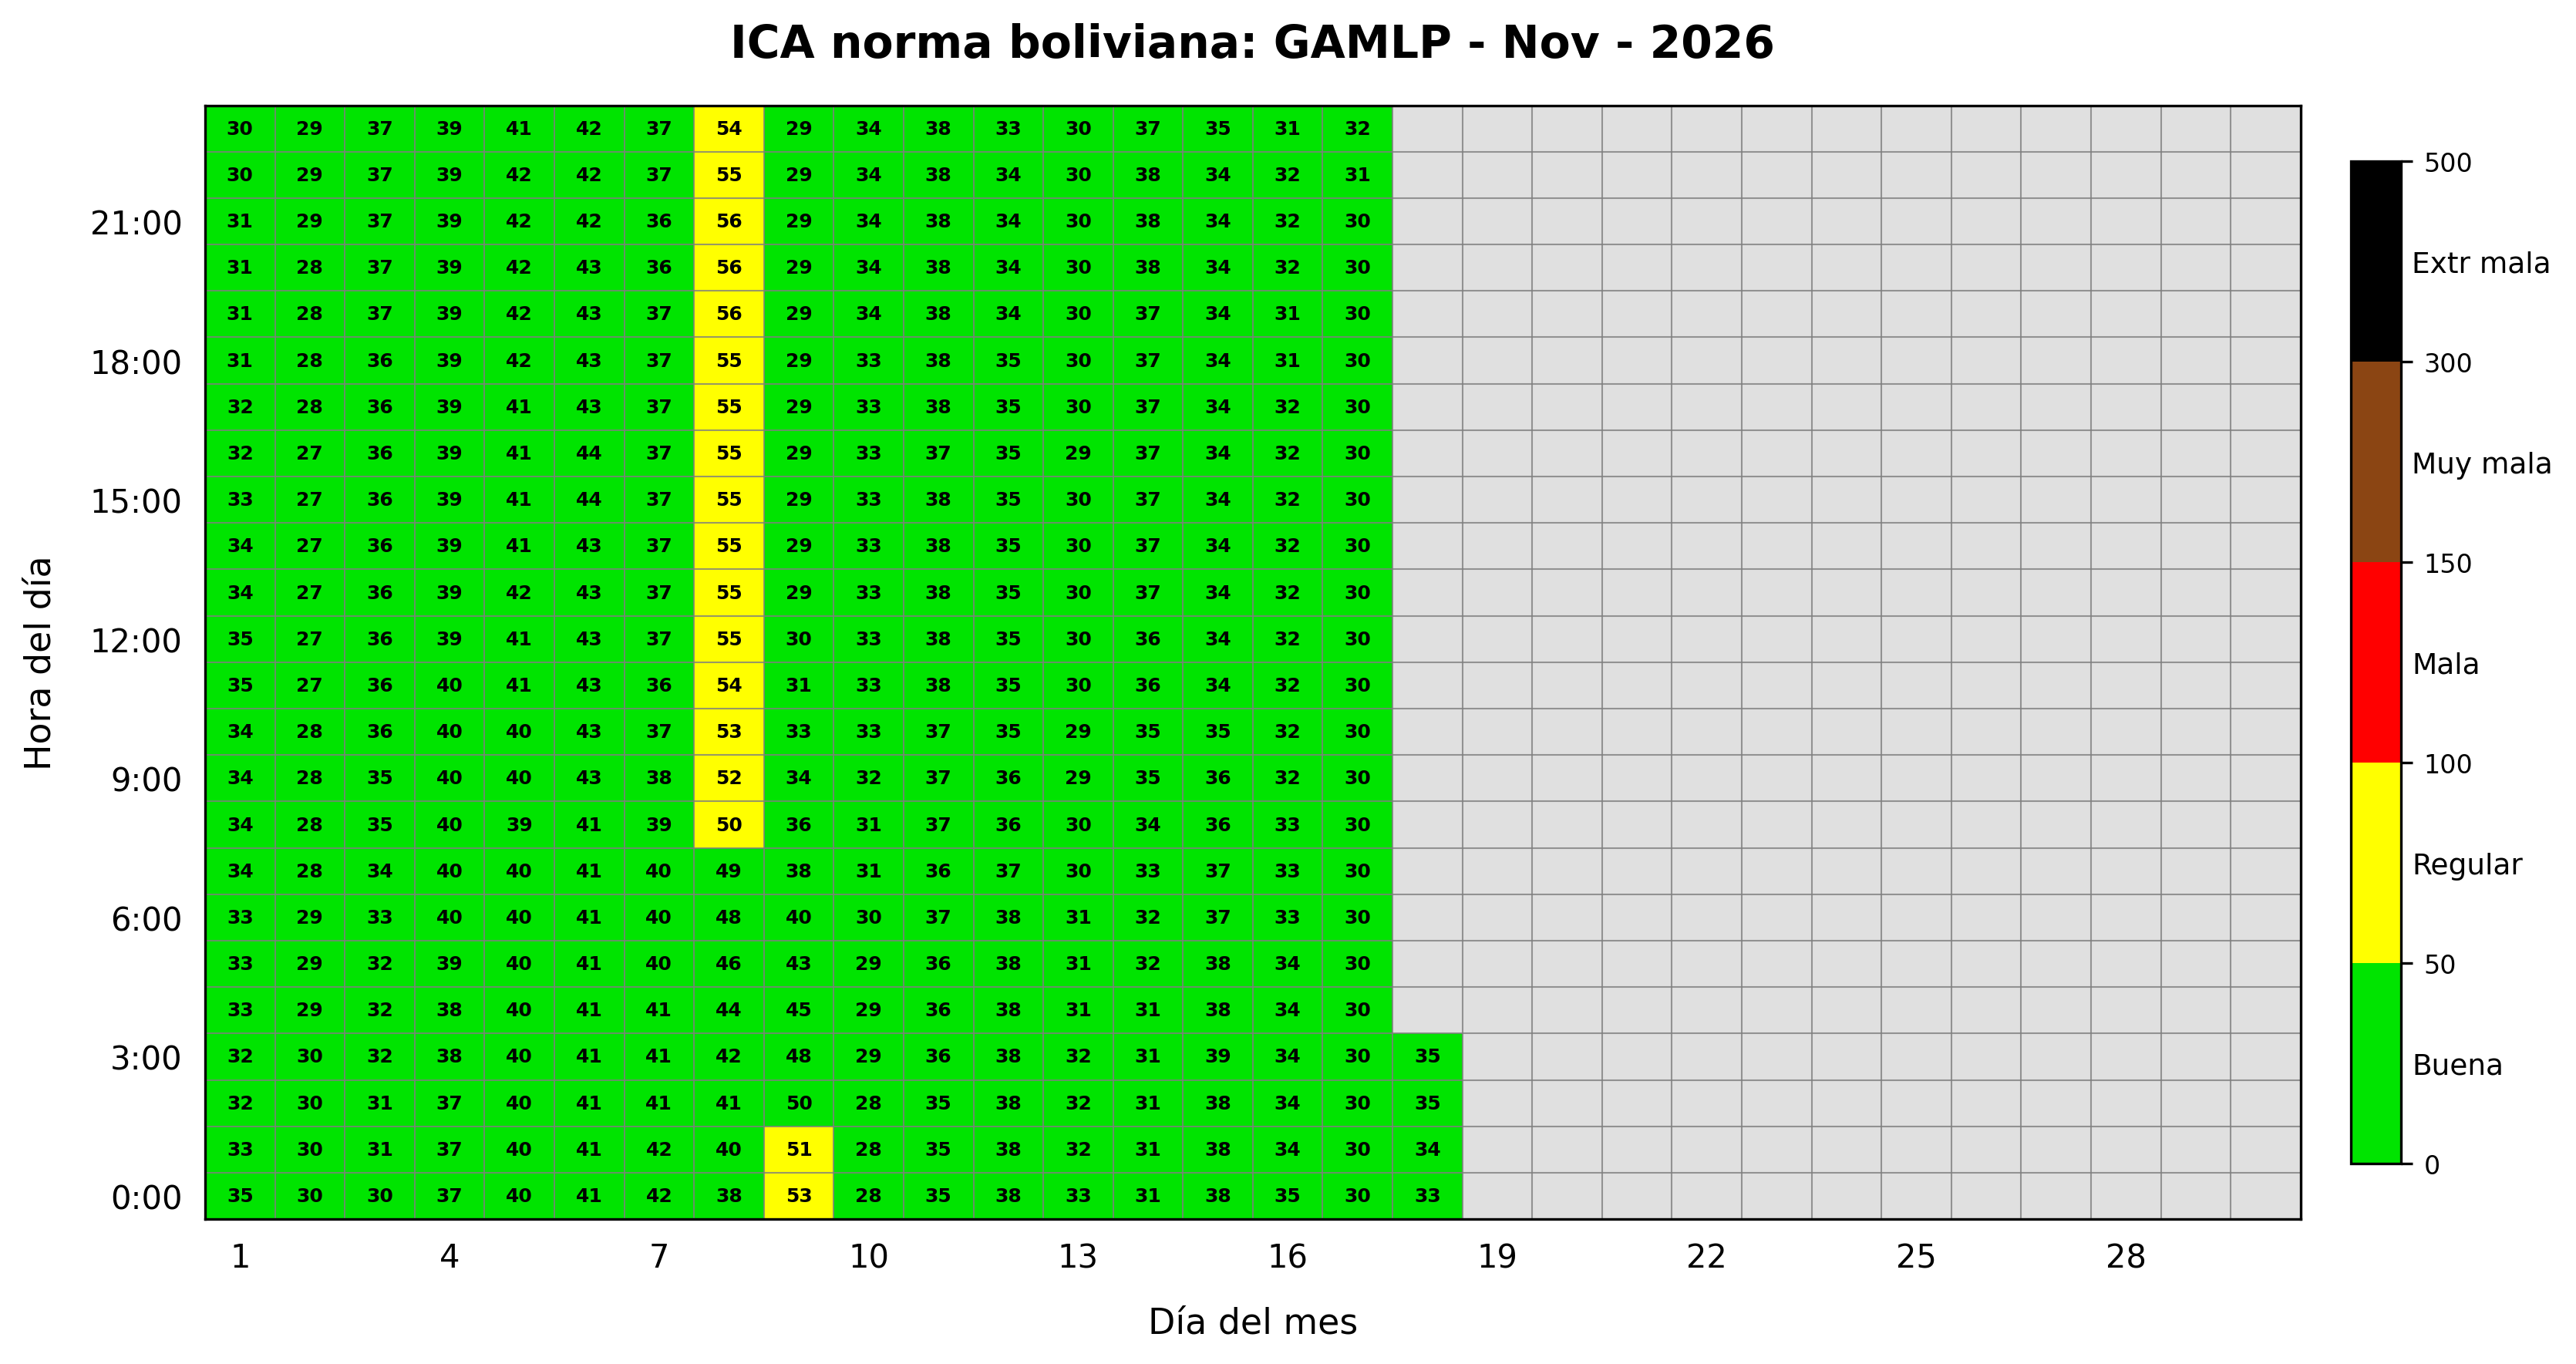 ICA norma boliviana: GAMLP - Nov - 2026
30 29 37 39 41 42 37 54 29 34 38 33 30 37 35 31 32
30 29 37 39 42 42 37 55 29 34 38 34 30 38 34 32 31
21:00 31 29 37 39 42 42 36 56 29 34 38 34 30 38 34 32 30
31 28 37 39 42 43 36 56 29 34 38 34 30 38 34 32 30
31 28 37 39 42 43 37 56 29 34 38 34 30 37 34 31 30
18:00 31 28 36 39 42 43 37 55 29 33 38 35 30 37 34 31 30
32 28 36 39 41 43 37 55 29 33 38 35 30 37 34 32 30
32 27 36 39 41 44 37 55 29 33 37 35 29 37 34 32 30
15:00 33 27 36 39 41 44 37 55 29 33 38 35 30 37 34 32 30
34 27 36 39 41 43 37 55 29 33 38 35 30 37 34 32 30
34 27 36 39 42 43 37 55 29 33 38 35 30 37 34 32 30
12:00 35 27 36 39 41 43 37 55 30 33 38 35 30 36 34 32 30
35 27 36 40 41 43 36 54 31 33 38 35 30 36 34 32 30
34 28 36 40 40 43 37 53 33 33 37 35 29 35 35 32 30
9:00 34 28 35 40 40 43 38 52 34 32 37 36 29 35 36 32 30
34 28 35 40 39 41 39 50 36 31 37 36 30 34 36 33 30
34 28 34 40 40 41 40 49 38 31 36 37 30 33 37 33 30
6:00 33 29 33 40 40 41 40 48 40 30 37 38 31 32 37 33 30
33 29 32 39 40 41 40 46 43 29 36 38 31 32 38 34 30
33 29 32 38 40 41 41 44 45 29 36 38 31 31 38 34 30
3:00 32 30 32 38 40 41 41 42 48 29 36 38 32 31 39 34 30 35
32 30 31 37 40 41 41 41 50 28 35 38 32 31 38 34 30 35
33 30 31 37 40 41 42 40 51 28 35 38 32 31 38 34 30 34
0:00 35 30 30 37 40 41 42 38 53 28 35 38 33 31 38 35 30 33
1 4 7 10 13 16 19 22 25 28
Día del mes
Hora del día
500
Extr mala
300
Muy mala
150
Mala
100
Regular
50
Buena
0